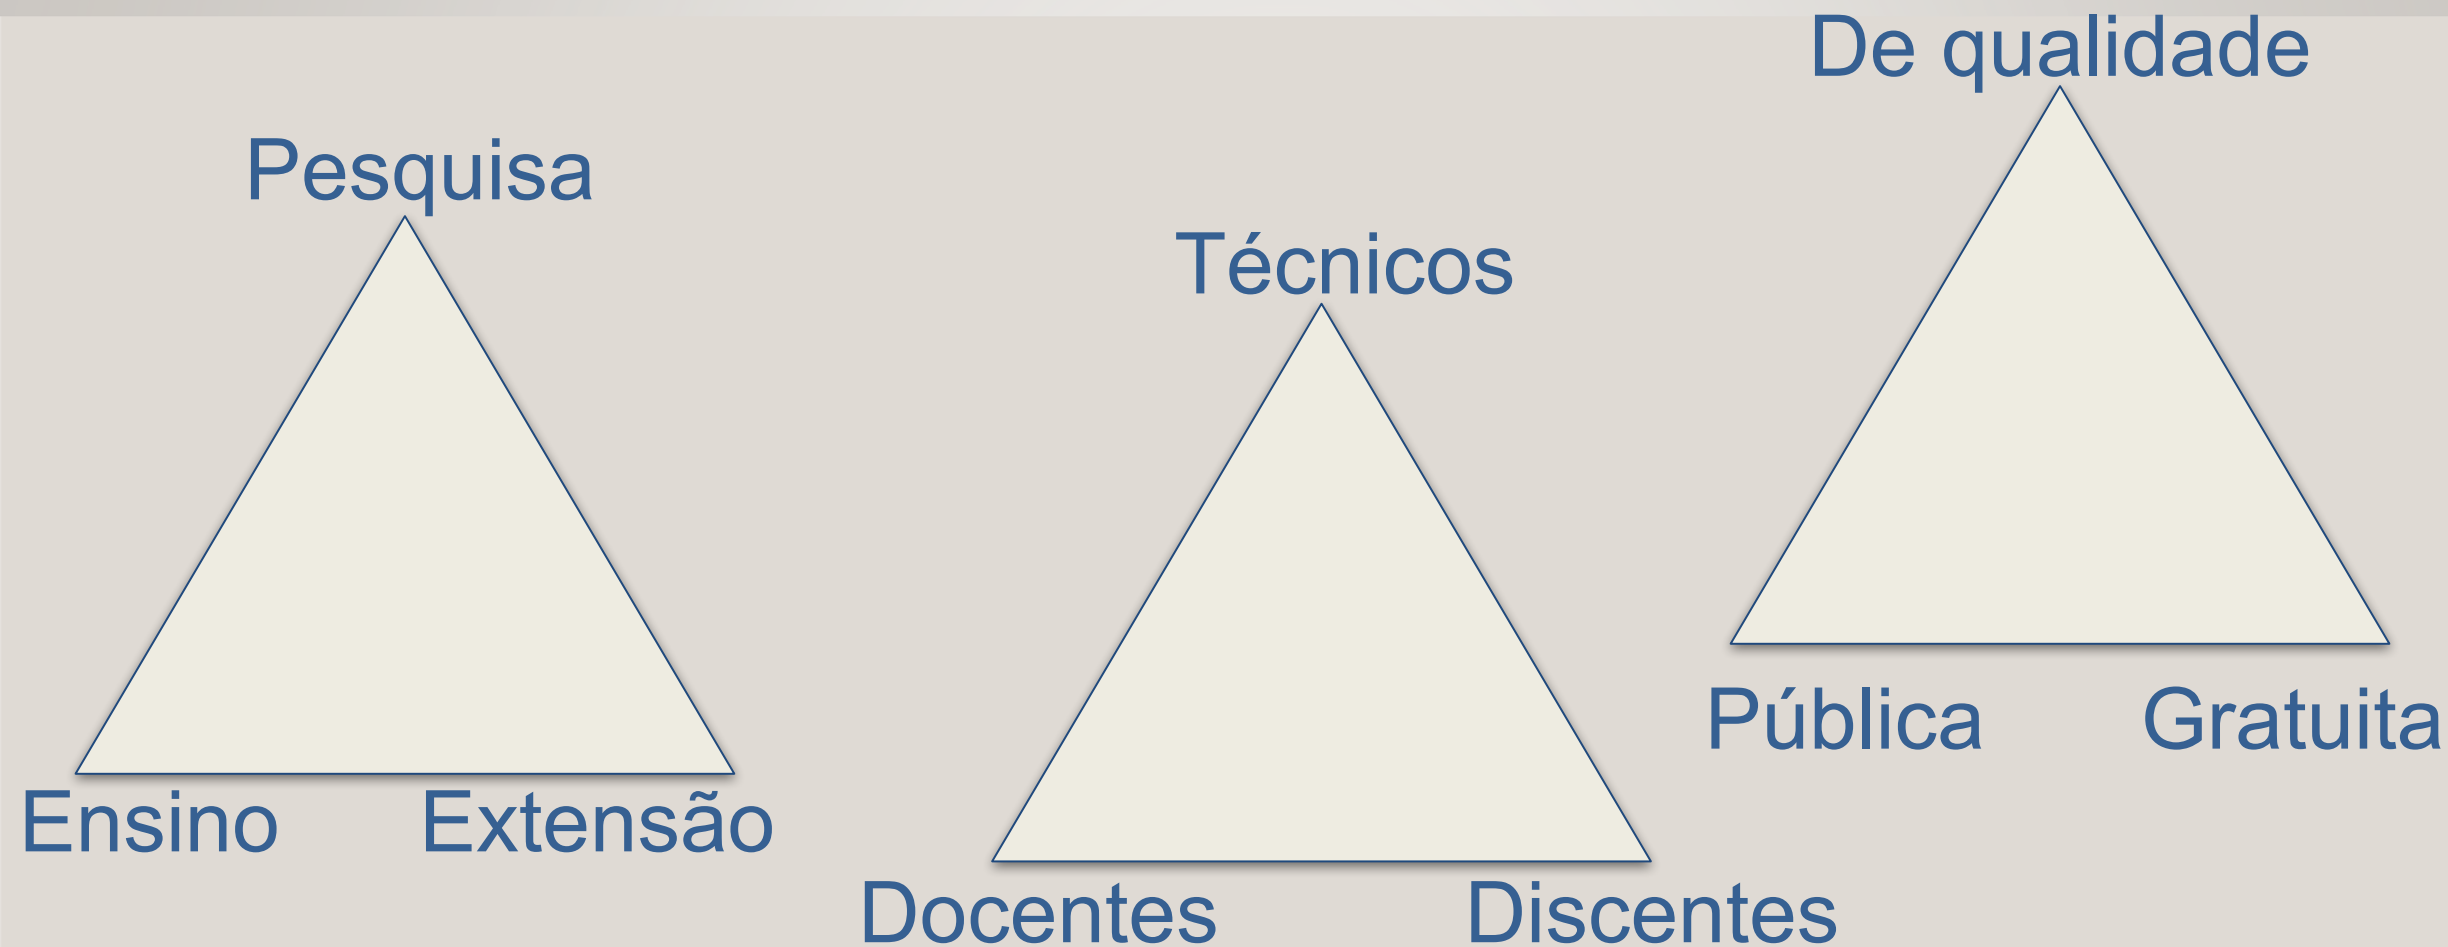 Pesquisa
Ensino
Extensão
Técnicos
Docentes
Discentes
De qualidade
Pública
Gratuita